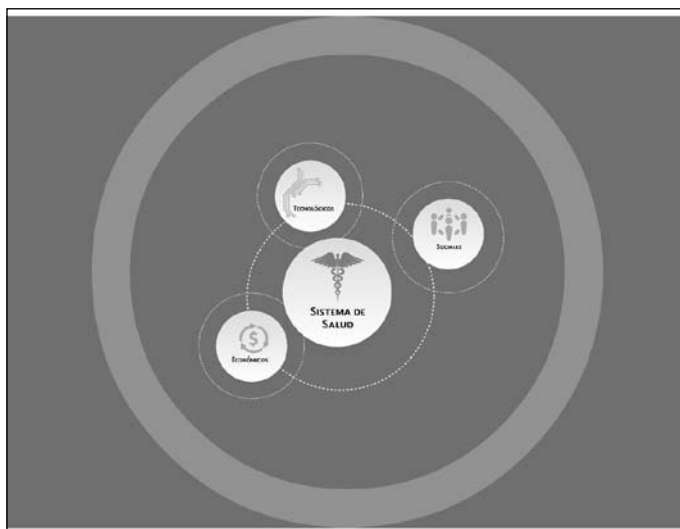 TECNOLÓGICOS
SOCIALES
SISTEMA DE
SALUD
$
ECONÓMICOS